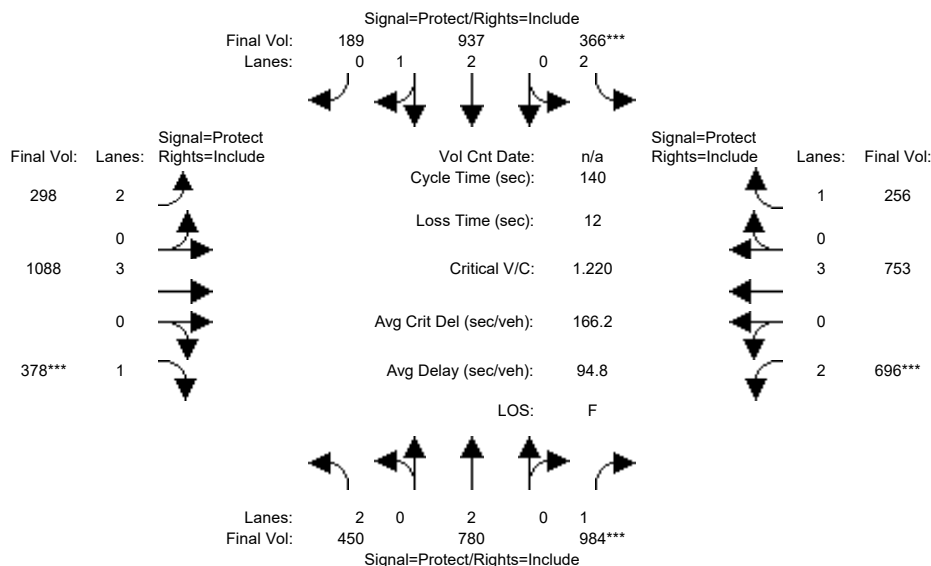 Signal=Protect/Rights=Include
Final Vol: 189 937 366***
Lanes: 0 1 2 0 2
Signal=Protect
Final Vol: Lanes: Rights=Include
Vol Cnt Date: n/a
Signal=Protect
Rights=Include Lanes: Final Vol:
Cycle Time (sec): 140
298 2
1 256
Loss Time (sec): 12
0
0
1088 3
Critical V/C: 1.220
3 753
0
Avg Crit Del (sec/veh): 166.2
0
378*** 1
Avg Delay (sec/veh): 94.8
2 696***
LOS: F
Lanes: 2 0 2 0 1
Final Vol: 450 780 984***
Signal=Protect/Rights=Include